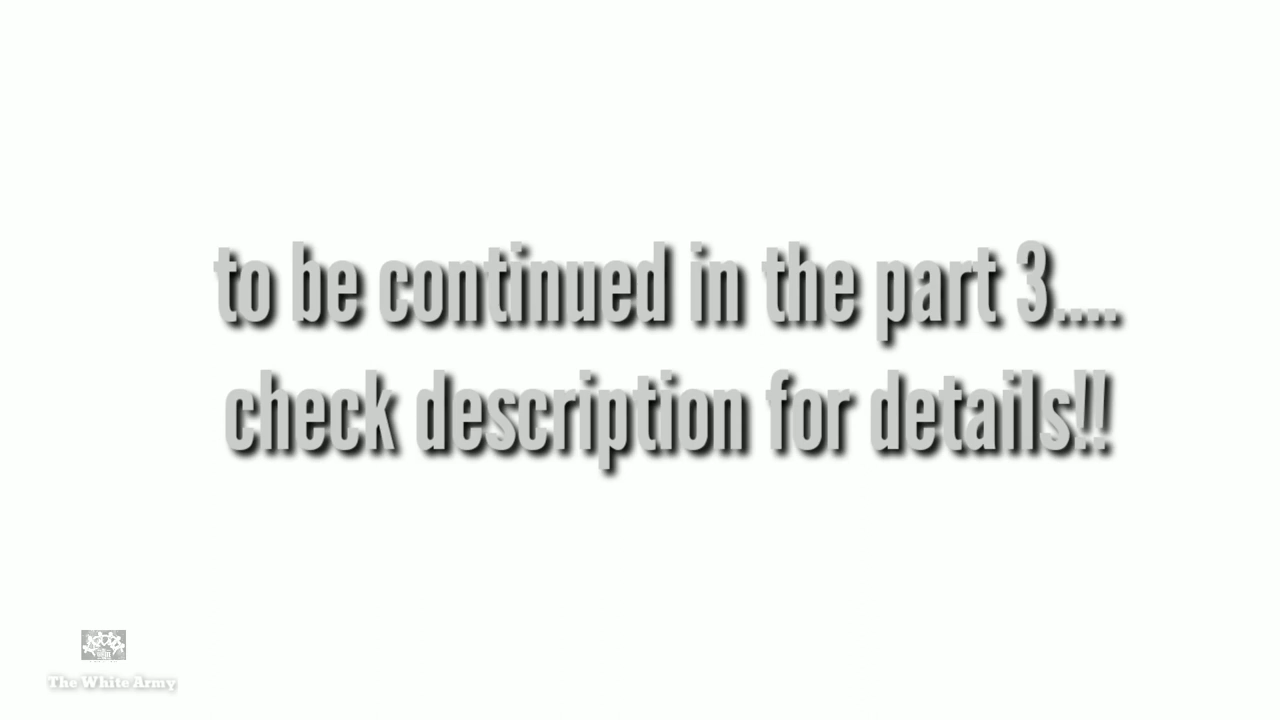 to be continued in the part 3....
check description for details!!
The White Army